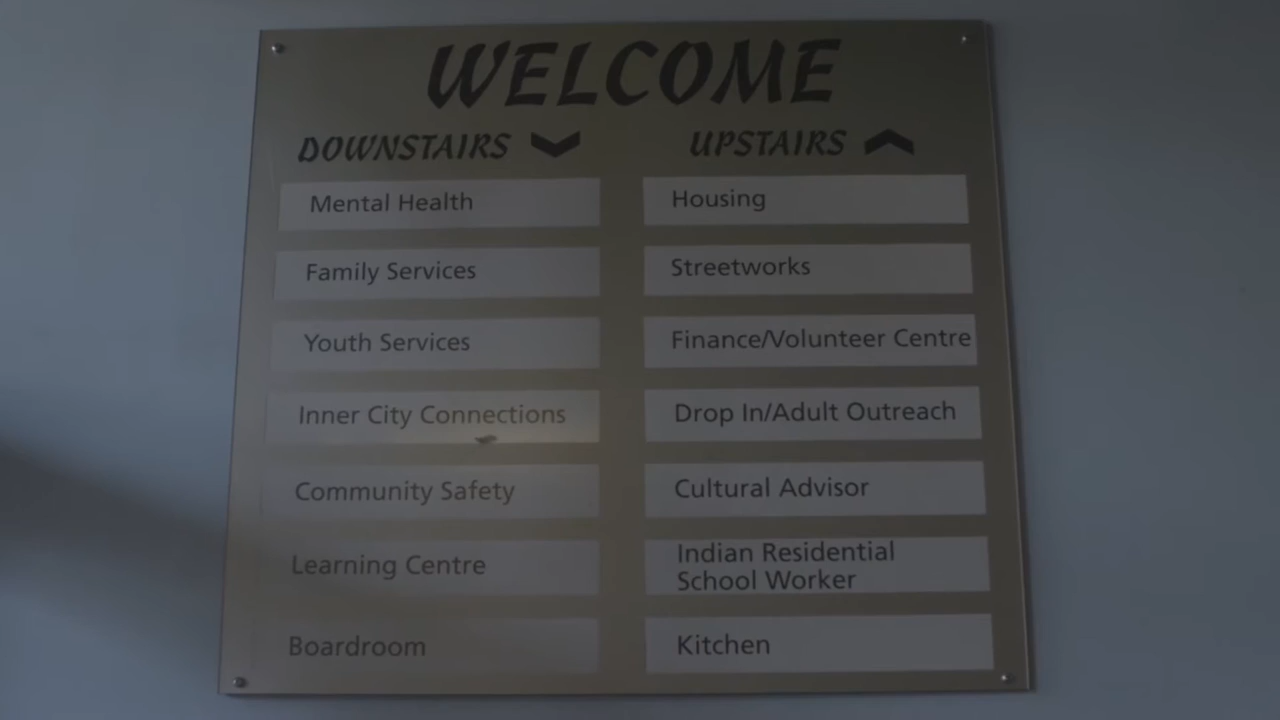 WELCOME
DOWNSTAIRS
Mental Health
Family Services
Youth Services
Inner City Connections
Community Safety
Learning Centre
Boardroom
UPSTAIRS
Housing
Streetworks
Finance/Volunteer Centre
Drop In/Adult Outreach
Cultural Advisor
Indian Residential
School Worker
Kitchen